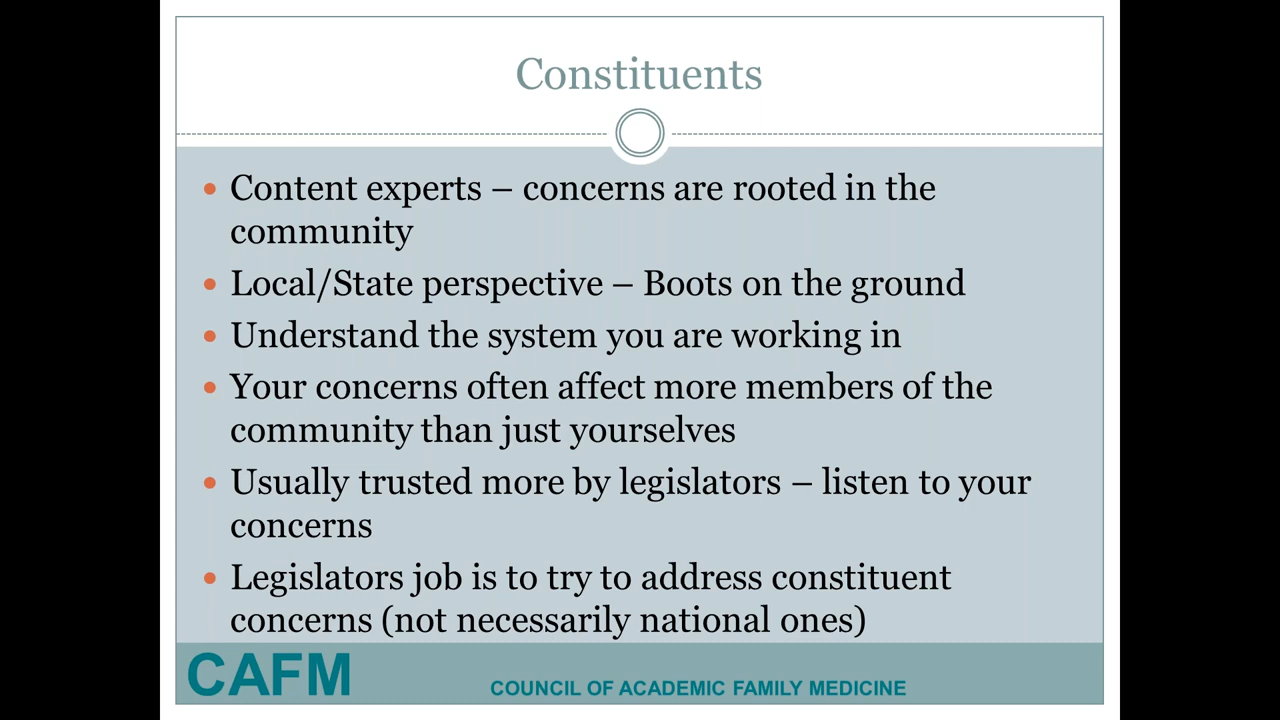 Constituents
• Content experts – concerns are rooted in the
community
• Local/State perspective – Boots on the ground
• Understand the system you are working in
• Your concerns often affect more members of the
community than just yourselves
• Usually trusted more by legislators – listen to your
concerns
• Legislators job is to try to address constituent
concerns (not necessarily national ones)
CAFM
COUNCIL OF ACADEMIC FAMILY MEDICINE